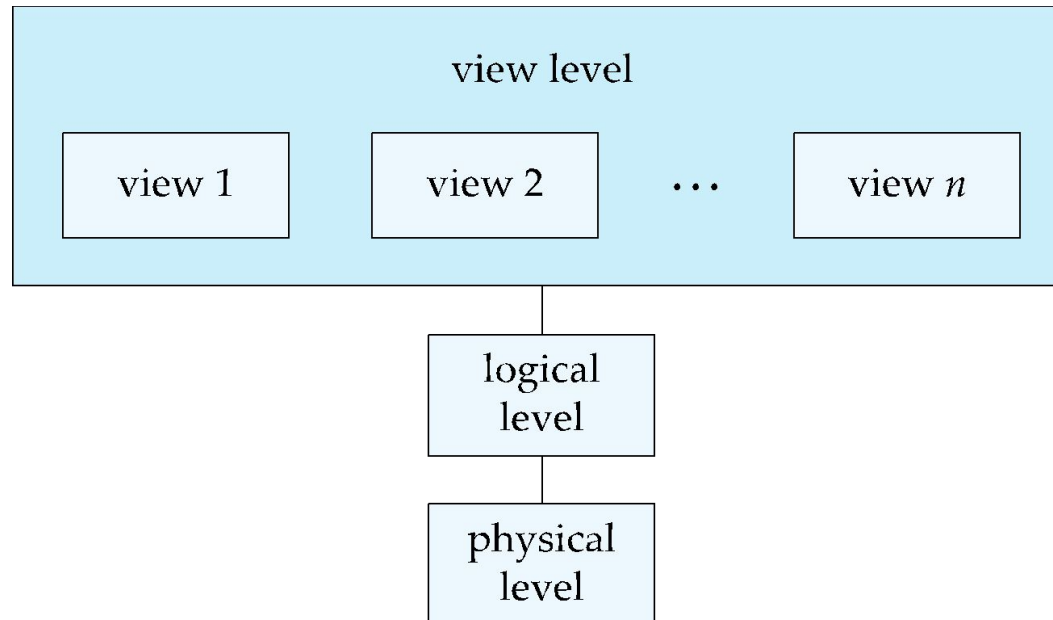 view level
view 1
view 2
...
view n
logical
level
physical
level